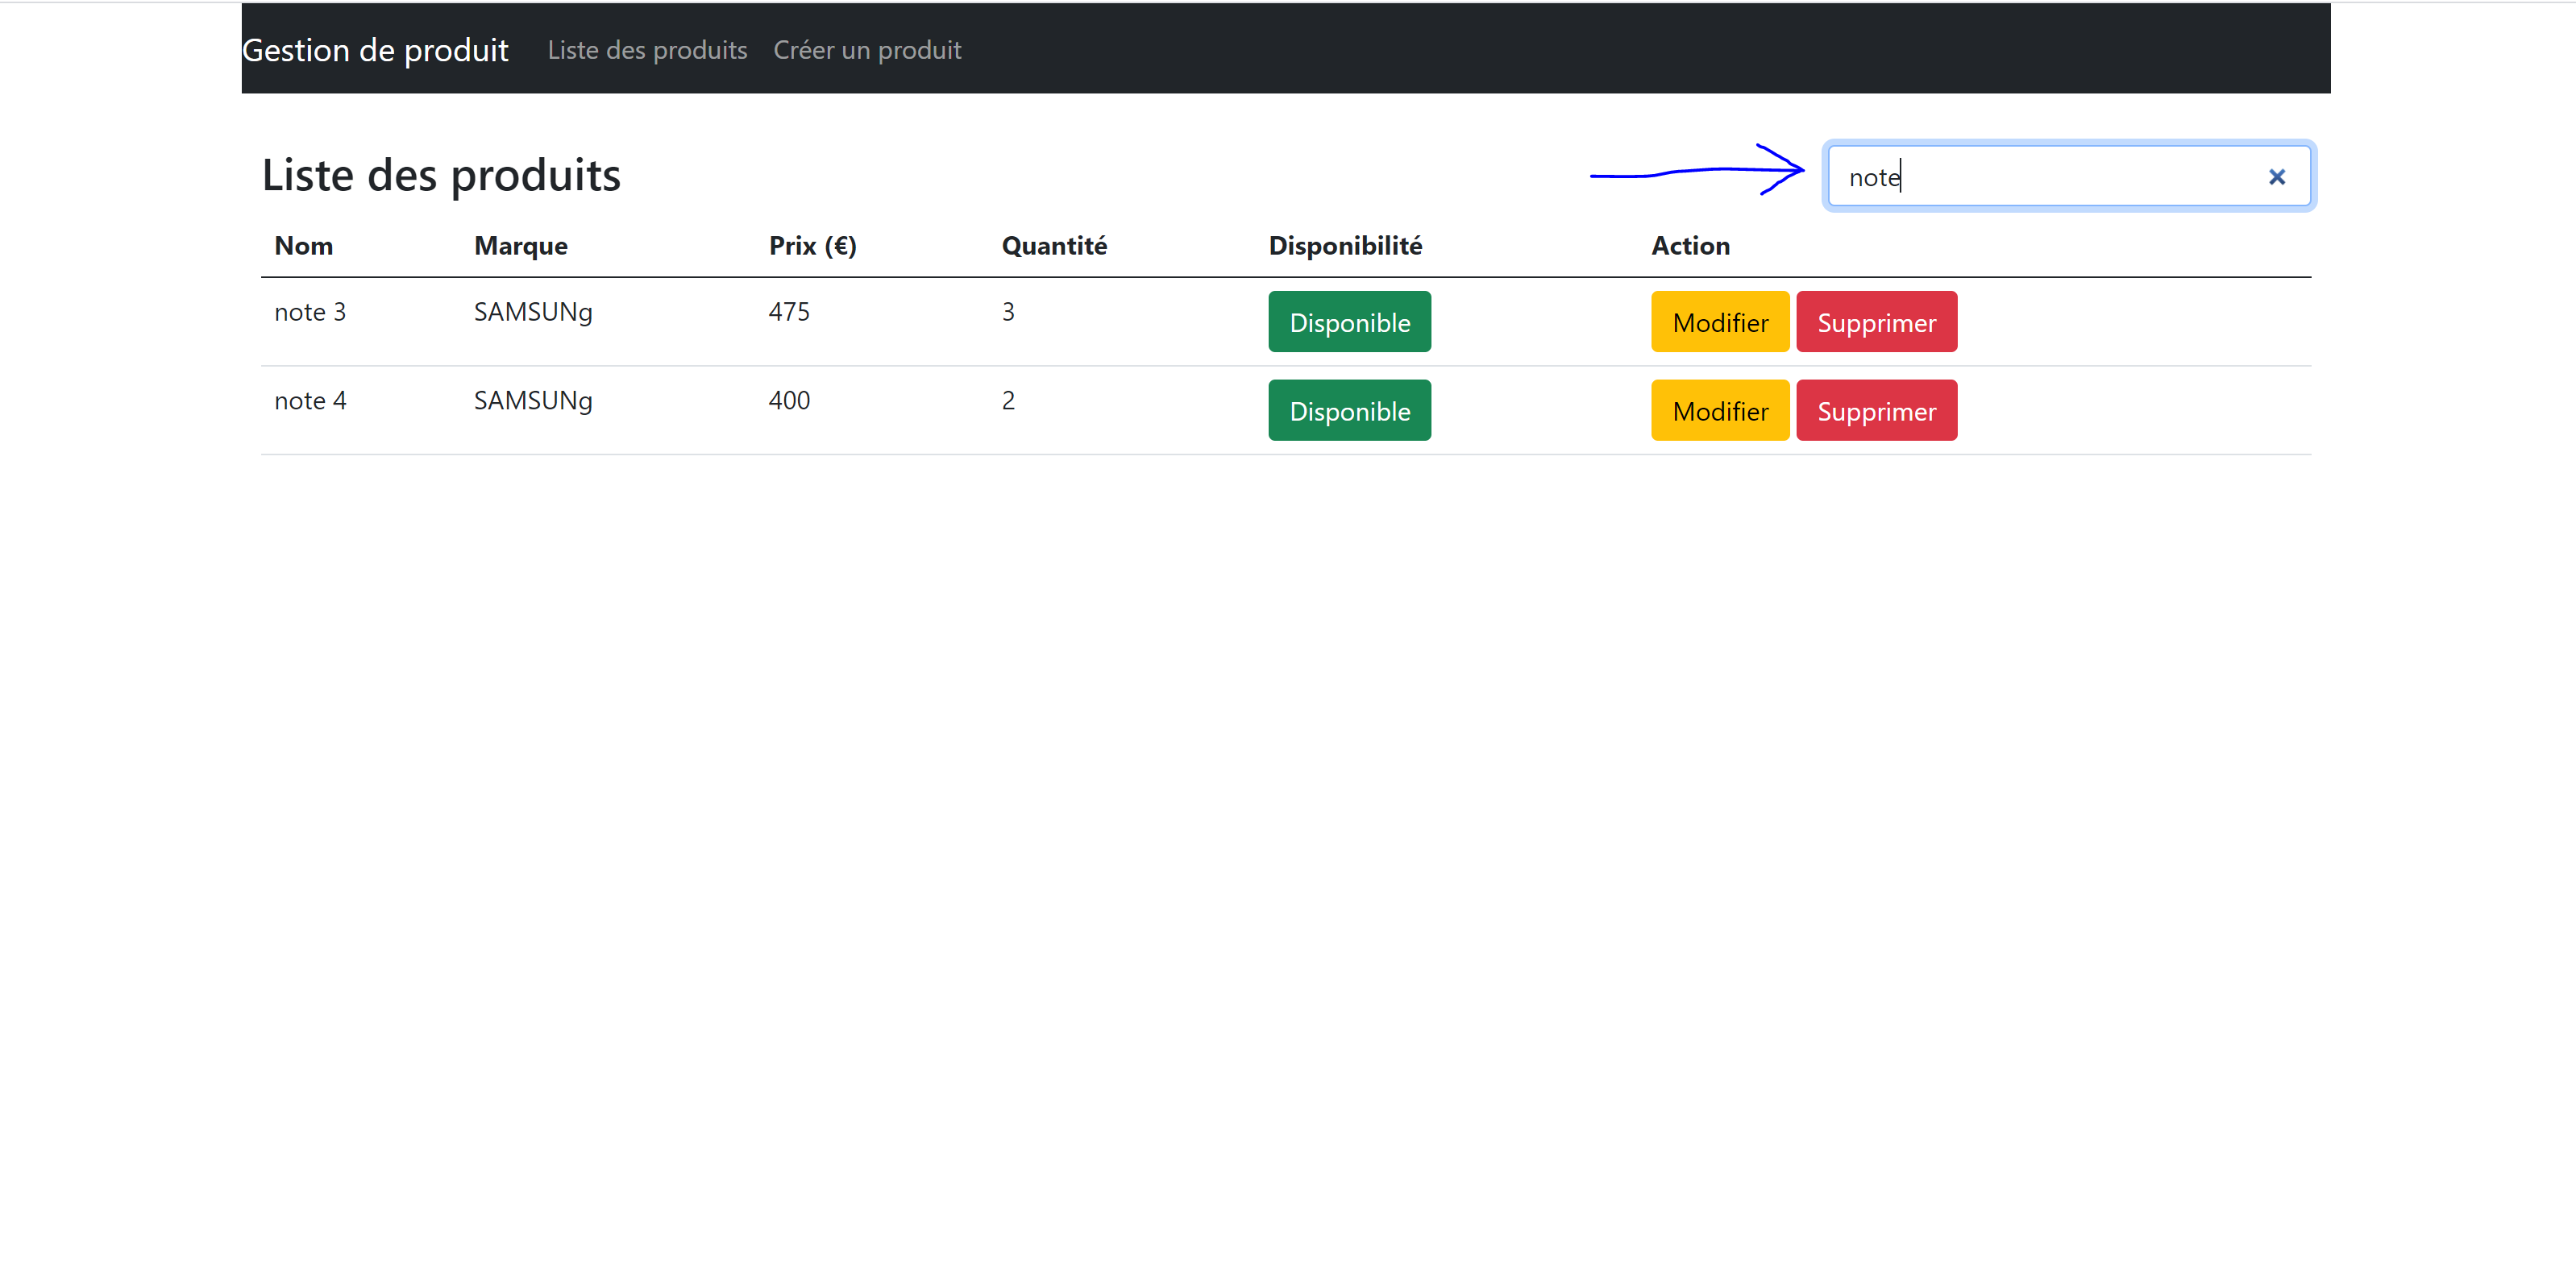 Gestion de produit Liste des produits Créer un produit
Liste des produits note
Nom Marque Prix (€) Quantité Disponibilité Action
note 3 SAMSUNg 475 3 Disponible Modifier Supprimer
note 4 SAMSUNg 400 2 Disponible Modifier Supprimer